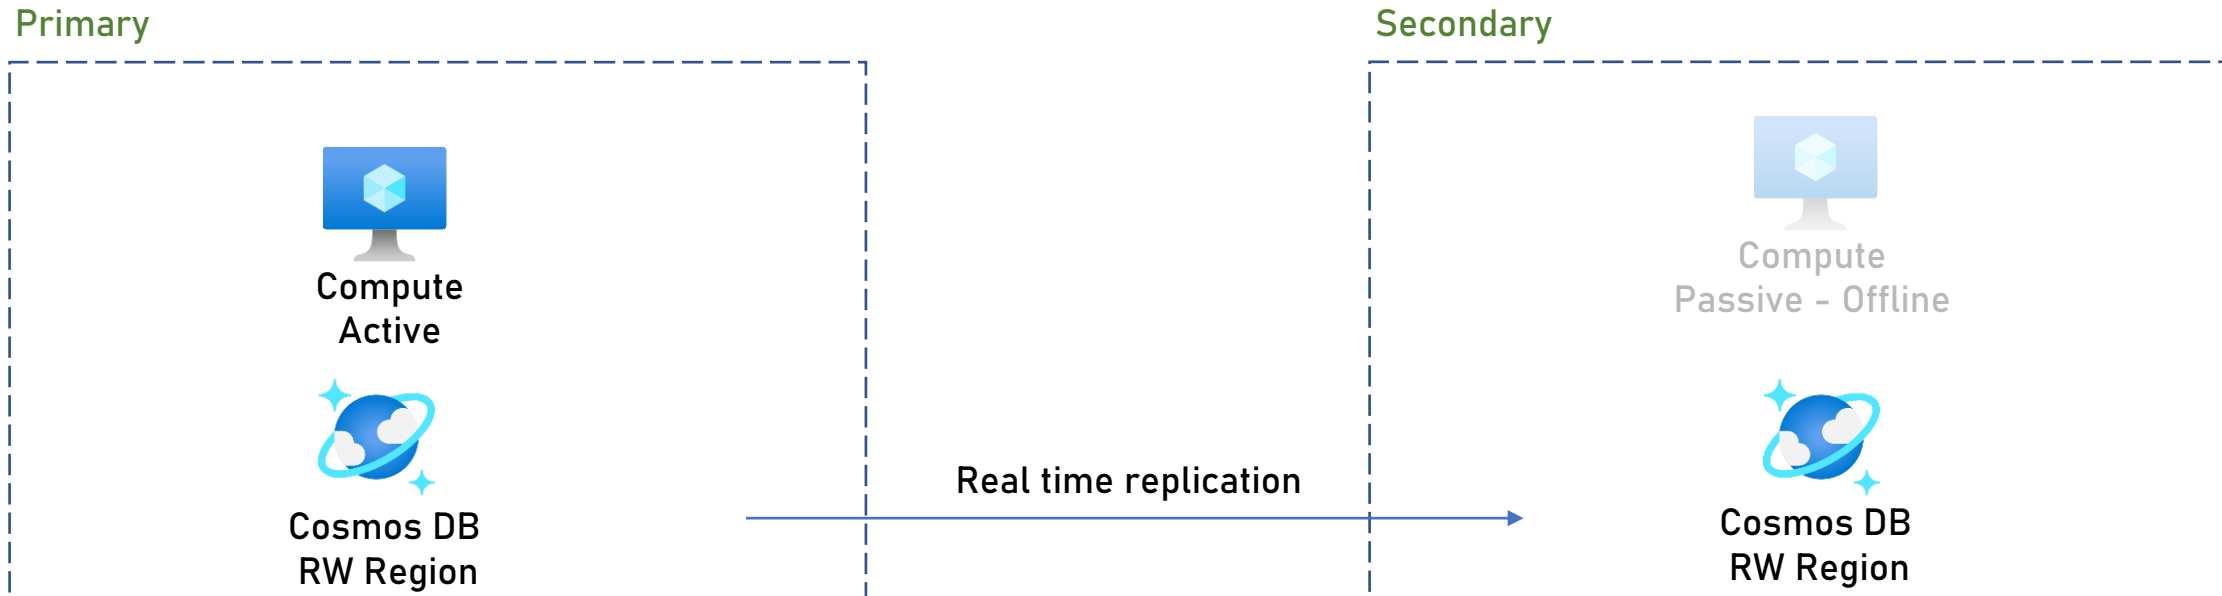 Primary
Secondary
Compute
Active
Compute
Passive - Offline
Real time replication
Cosmos DB
RW Region
Cosmos DB
RW Region